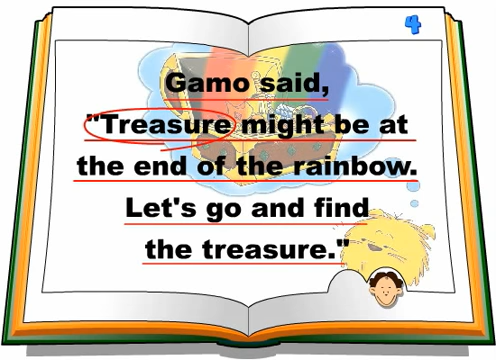 4
Gamo said,
"Treasure might be at
the end of the rainbow.
Let's go and find
the treasure."